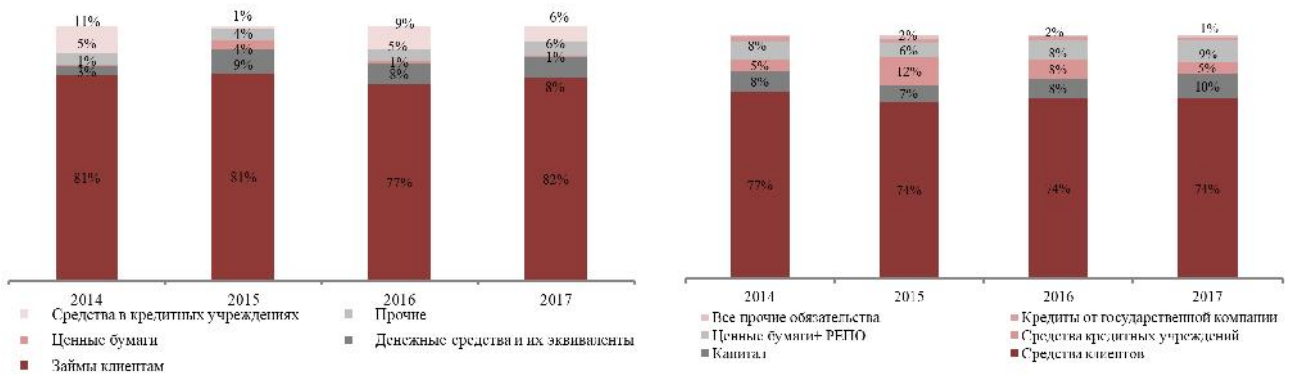 11% 1% 9% 6%
5% 4% 5% 6%
1% 4% 1% 1%
3% 9% 8% 8%
81% 81% 77% 82%
2014 2015 2016 2017
Средства в кредитных учреждениях Прочие
Ценные бумаги Денежные средства и их эквиваленты
Займы клиентам
2% 2% 1%
8% 6% 8% 9%
5% 12% 8% 5%
8% 7% 8% 10%
77% 74% 74% 74%
2014 2015 2016 2017
Все прочие обязательства Кредиты от государственной компании
Ценные бумаги+ РЕПО Средства кредитных учреждений
Капитал Средства клиентов